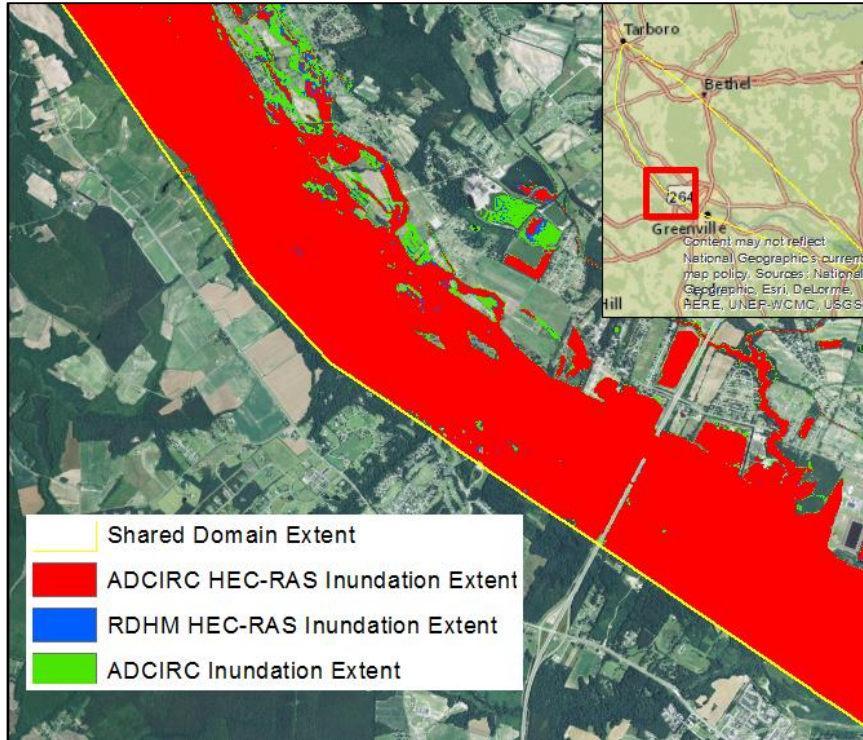 Tarboro
Bethel
264
Greenville
Content may not reflect
National Geographic's current
map policy. Sources: National
Geographic, Esri, DeLorme,
HERE, UNEP-WCMC, USGS
Hill
Shared Domain Extent
ADCIRC HEC-RAS Inundation Extent
RDHM HEC-RAS Inundation Extent
ADCIRC Inundation Extent